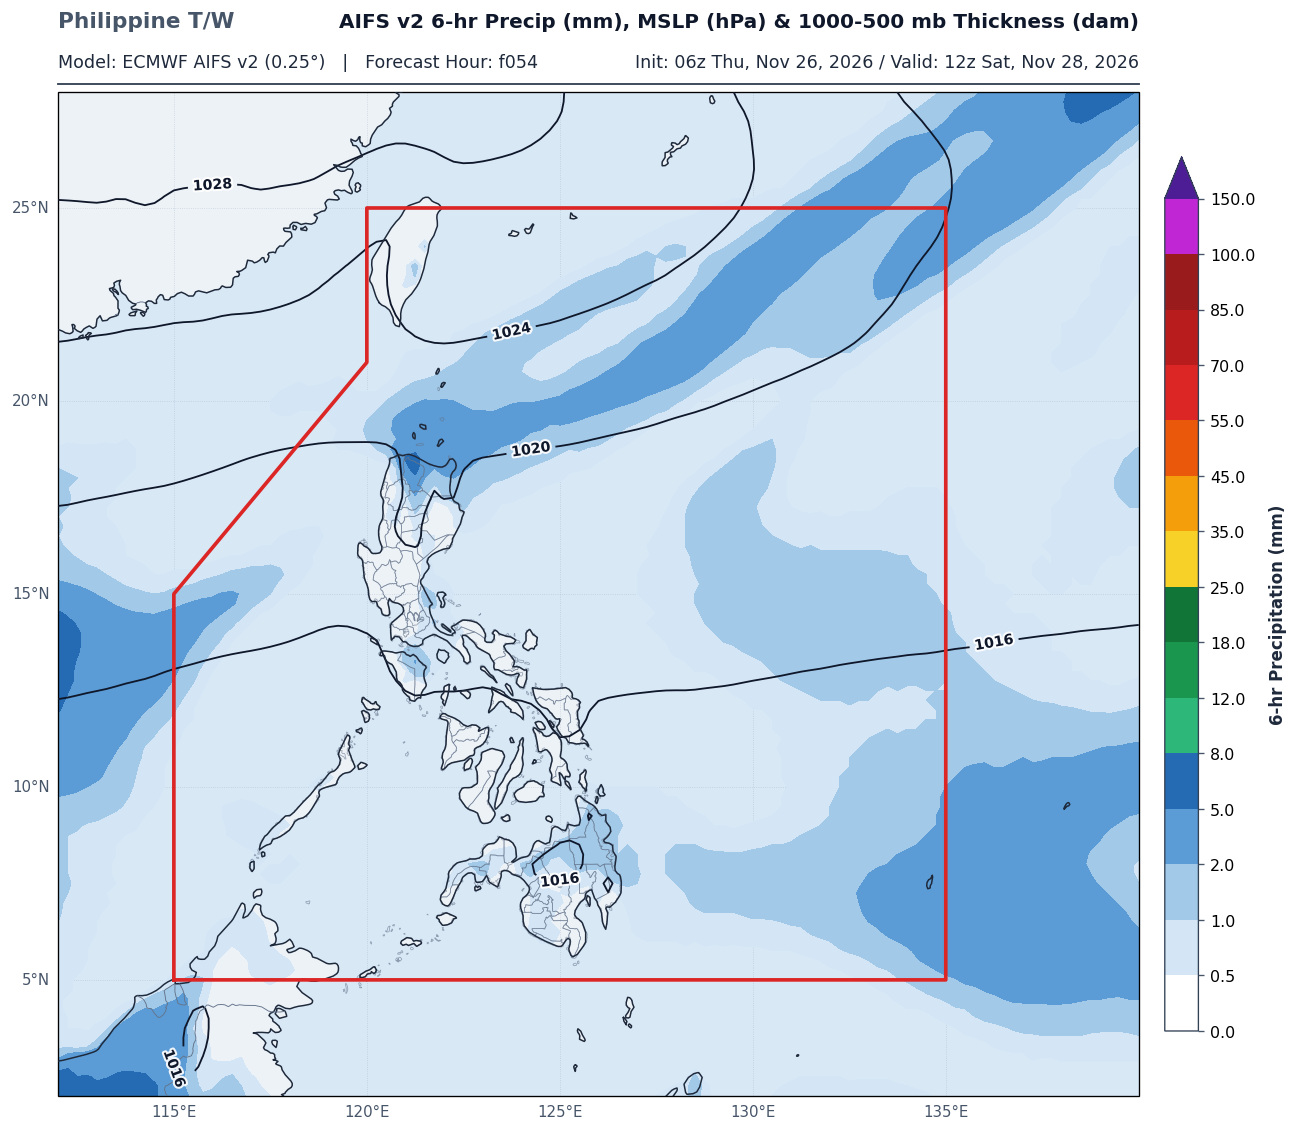 Philippine T/W
AIFS v2 6-hr Precip (mm), MSLP (hPa) & 1000-500 mb Thickness (dam)
Model: ECMWF AIFS v2 (0.25°) | Forecast Hour: f054
Init: 06z Thu, Nov 26, 2026 / Valid: 12z Sat, Nov 28, 2026
1028
1024
1020
1016
1016
1016
25°N
20°N
15°N
10°N
5°N
115°E
120°E
125°E
130°E
135°E
150.0
100.0
85.0
70.0
55.0
45.0
35.0
25.0
18.0
12.0
8.0
5.0
2.0
1.0
0.5
0.0
6-hr Precipitation (mm)